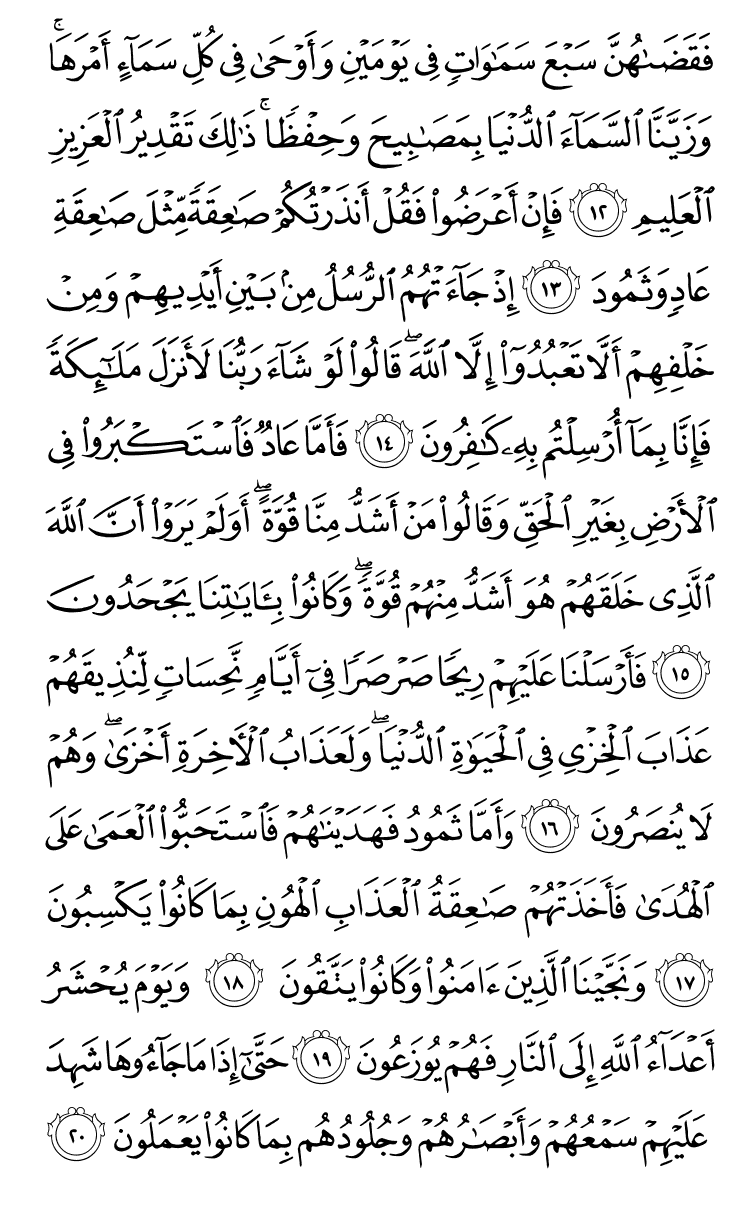 فَقَضَىٰهُنَّ سَبْعَ سَمَٰوَاتٍ فِى يَوْمَيْنِ وَأَوْحَىٰ فِى كُلِّ سَمَآءٍ أَمْرَهَا ۚ
وَزَيَّنَّا ٱلسَّمَآءَ ٱلدُّنْيَا بِمَصَٰبِيحَ وَحِفْظًا ۚ ذَٰلِكَ تَقْدِيرُ ٱلْعَزِيزِ
ٱلْعَلِيمِ ١٢ فَإِنْ أَعْرَضُوا۟ فَقُلْ أَنذَرْتُكُمْ صَٰعِقَةً مِّثْلَ صَٰعِقَةِ
عَادٍ وَثَمُودَ ١٣ إِذْ جَآءَتْهُمُ ٱلرُّسُلُ مِنۢ بَيْنِ أَيْدِيهِمْ وَمِنْ
خَلْفِهِمْ أَلَّا تَعْبُدُوٓا۟ إِلَّا ٱللَّهَ ۖ قَالُوا۟ لَوْ شَآءَ رَبُّنَا لَأَنزَلَ مَلَٰٓئِكَةً
فَإِنَّا بِمَآ أُرْسِلْتُم بِهِۦ كَٰفِرُونَ ١٤ فَأَمَّا عَادٌ فَٱسْتَكْبَرُوا۟ فِى
ٱلْأَرْضِ بِغَيْرِ ٱلْحَقِّ وَقَالُوا۟ مَنْ أَشَدُّ مِنَّا قُوَّةً ۖ أَوَلَمْ يَرَوْا۟ أَنَّ ٱللَّهَ
ٱلَّذِى خَلَقَهُمْ هُوَ أَشَدُّ مِنْهُمْ قُوَّةً ۖ وَكَانُوا۟ بِـَٔايَٰتِنَا يَجْحَدُونَ
١٥ فَأَرْسَلْنَا عَلَيْهِمْ رِيحًا صَرْصَرًا فِىٓ أَيَّامٍ نَّحِسَاتٍ لِّنُذِيقَهُمْ
عَذَابَ ٱلْخِزْىِ فِى ٱلْحَيَوٰةِ ٱلدُّنْيَا ۖ وَلَعَذَابُ ٱلْـَٔاخِرَةِ أَخْزَىٰ ۖ وَهُمْ
لَا يُنصَرُونَ ١٦ وَأَمَّا ثَمُودُ فَهَدَيْنَٰهُمْ فَٱسْتَحَبُّوا۟ ٱلْعَمَىٰ عَلَى
ٱلْهُدَىٰ فَأَخَذَتْهُمْ صَٰعِقَةُ ٱلْعَذَابِ ٱلْهُونِ بِمَا كَانُوا۟ يَكْسِبُونَ
١٧ وَنَجَّيْنَا ٱلَّذِينَ ءَامَنُوا۟ وَكَانُوا۟ يَتَّقُونَ ١٨ وَيَوْمَ يُحْشَرُ
أَعْدَآءُ ٱللَّهِ إِلَى ٱلنَّارِ فَهُمْ يُوزَعُونَ ١٩ حَتَّىٰٓ إِذَا مَا جَآءُوهَا شَهِدَ
عَلَيْهِمْ سَمْعُهُمْ وَأَبْصَٰرُهُمْ وَجُلُودُهُم بِمَا كَانُوا۟ يَعْمَلُونَ ٢٠